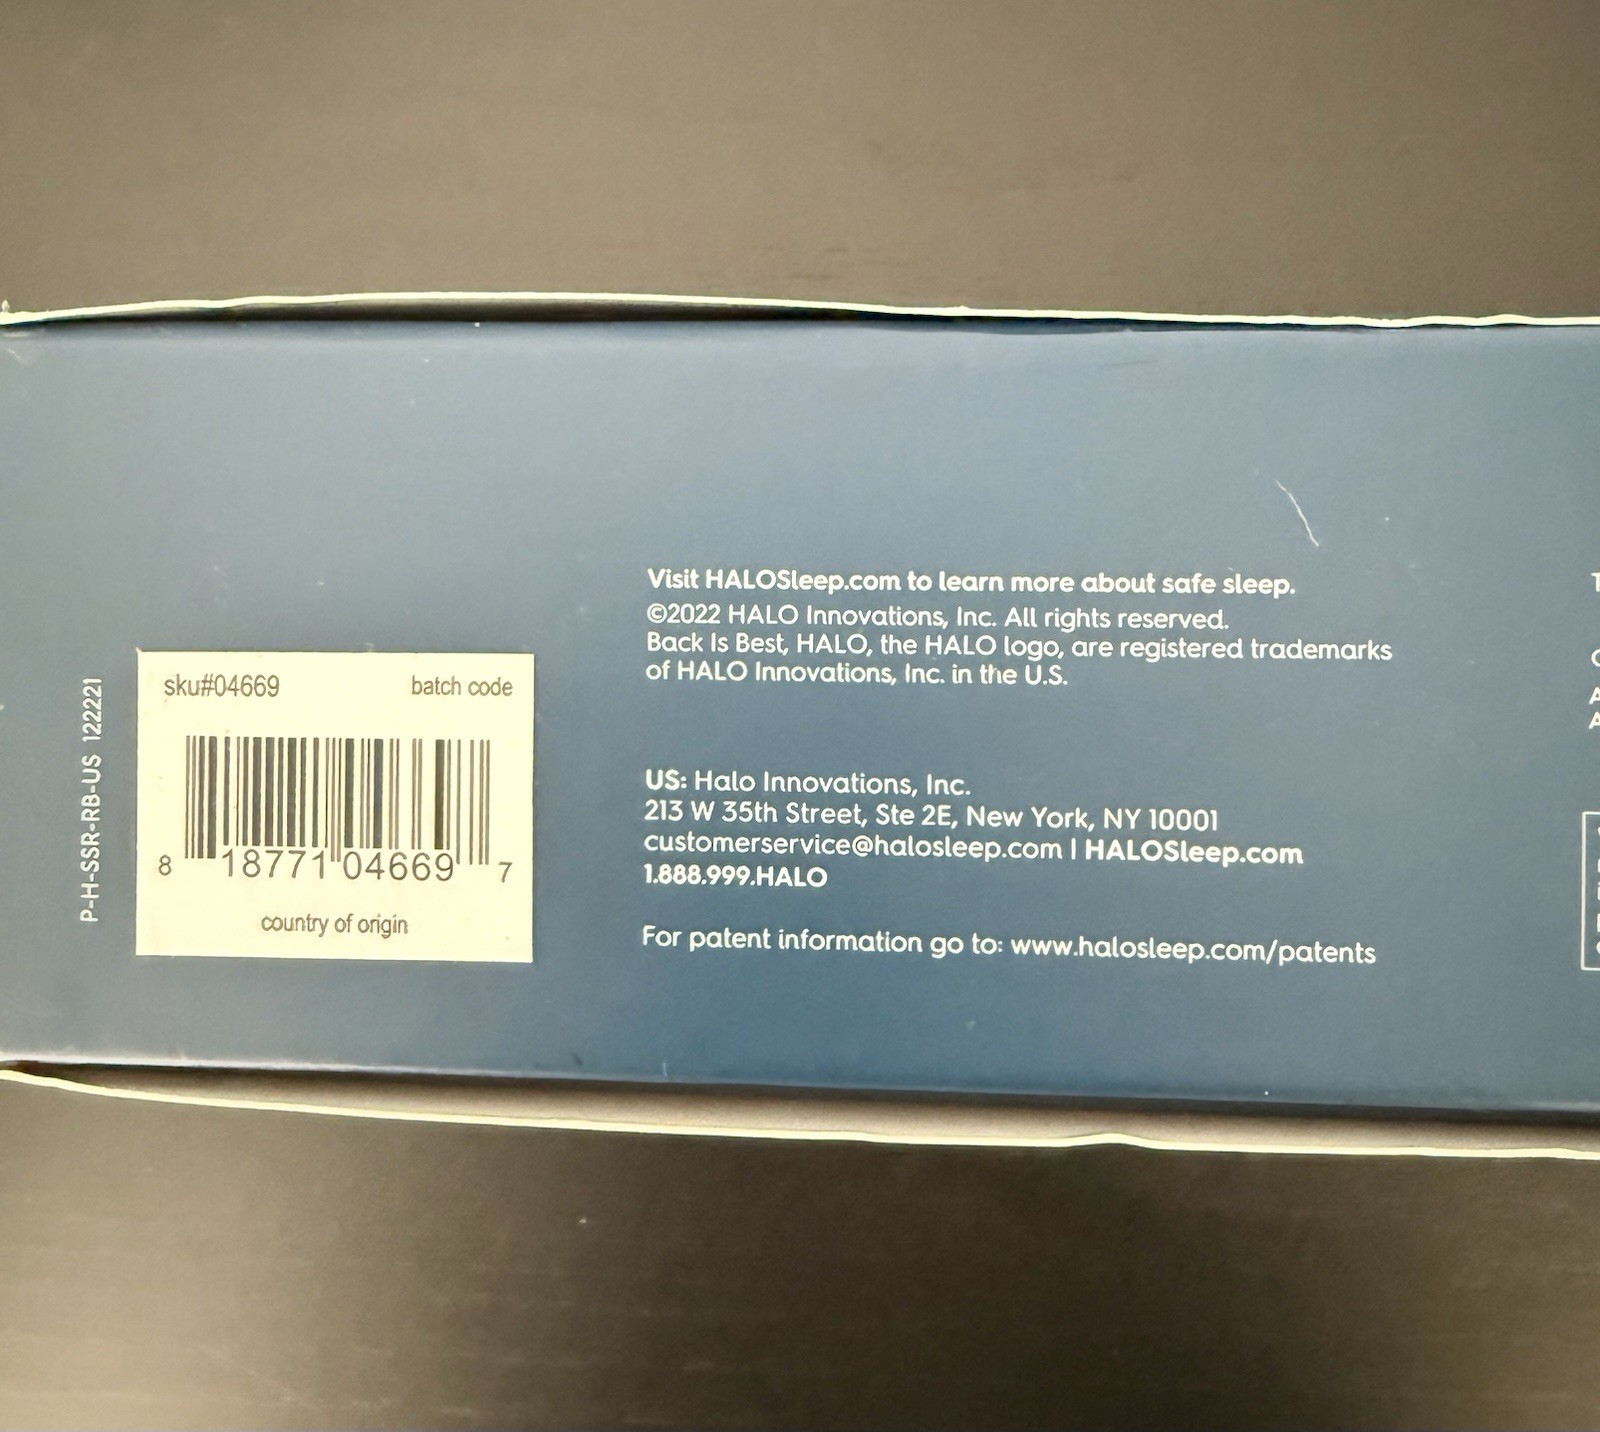 P-H-SSR-RB-US 122221
sku#04669 batch code
8 18771 04669 7
country of origin
Visit HALOSleep.com to learn more about safe sleep.
©2022 HALO Innovations, Inc. All rights reserved.
Back Is Best, HALO, the HALO logo, are registered trademarks
of HALO Innovations, Inc. in the U.S.
US: Halo Innovations, Inc.
213 W 35th Street, Ste 2E, New York, NY 10001
customerservice@halosleep.com | HALOSleep.com
1.888.999.HALO
For patent information go to: www.halosleep.com/patents